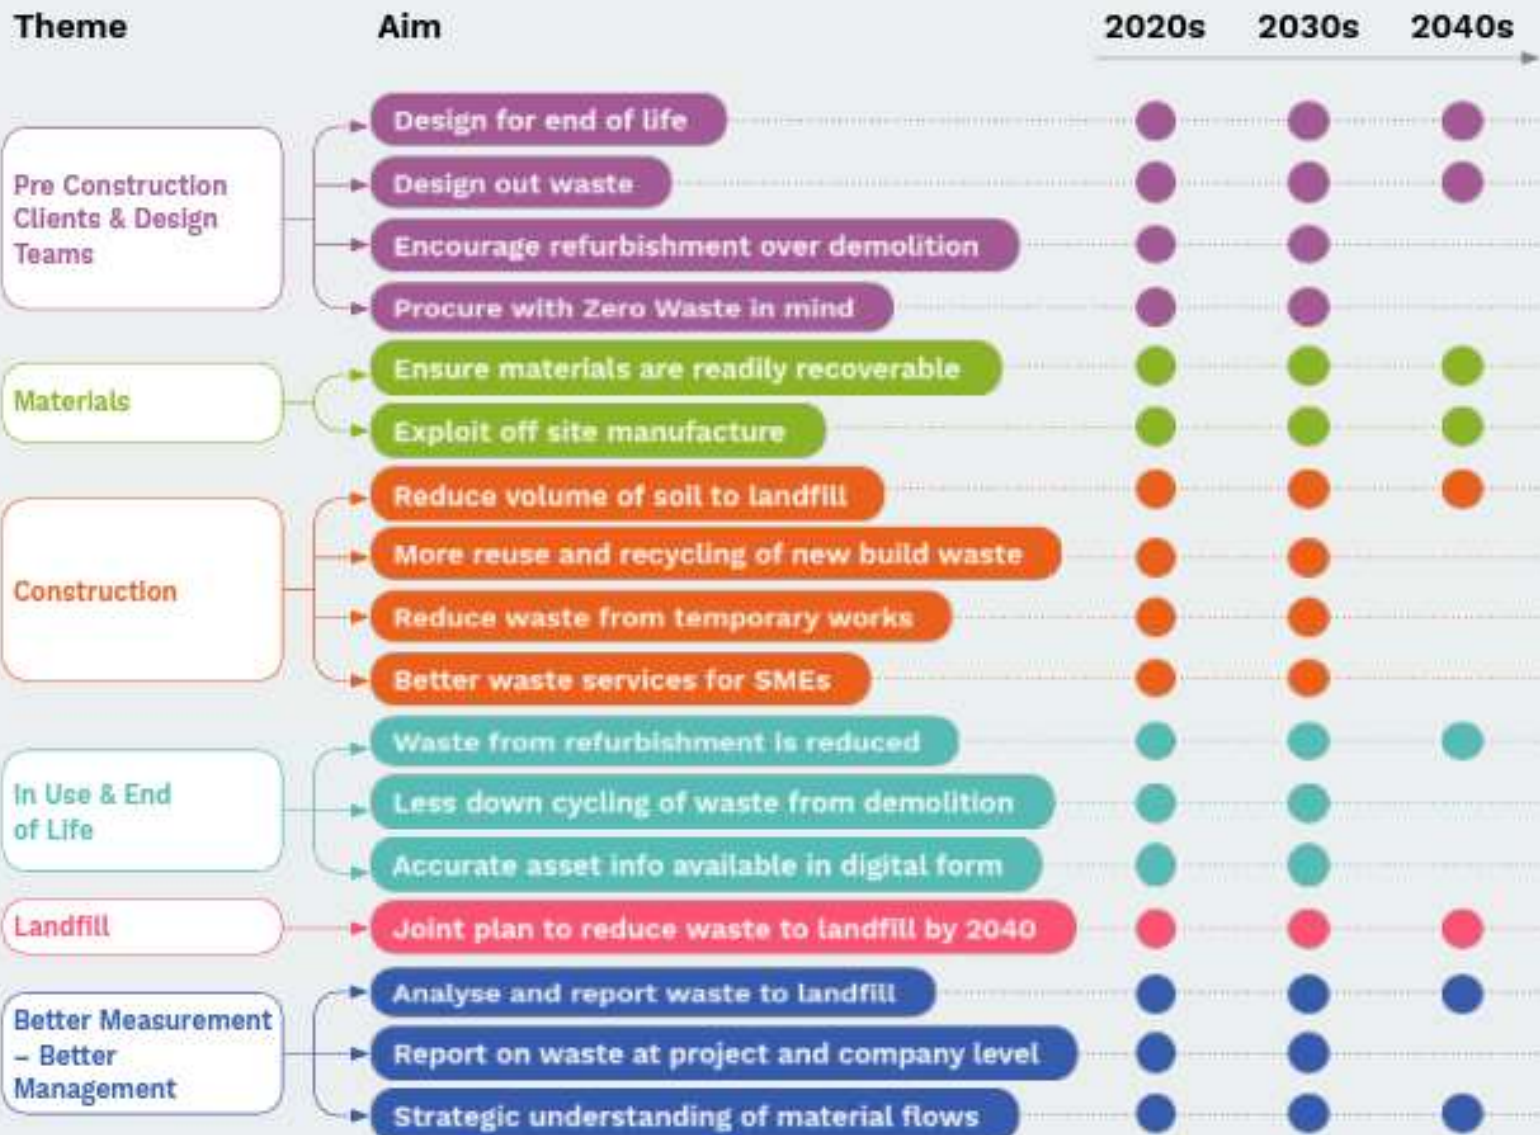 Theme Aim 2020s 2030s 2040s
Pre Construction
Clients & Design
Teams
Design for end of life
Design out waste
Encourage refurbishment over demolition
Procure with Zero Waste in mind
Materials
Ensure materials are readily recoverable
Exploit off site manufacture
Construction
Reduce volume of soil to landfill
More reuse and recycling of new build waste
Reduce waste from temporary works
Better waste services for SMEs
In Use & End
of Life
Waste from refurbishment is reduced
Less down cycling of waste from demolition
Accurate asset info available in digital form
Landfill
Joint plan to reduce waste to landfill by 2040
Better Measurement
– Better
Management
Analyse and report waste to landfill
Report on waste at project and company level
Strategic understanding of material flows